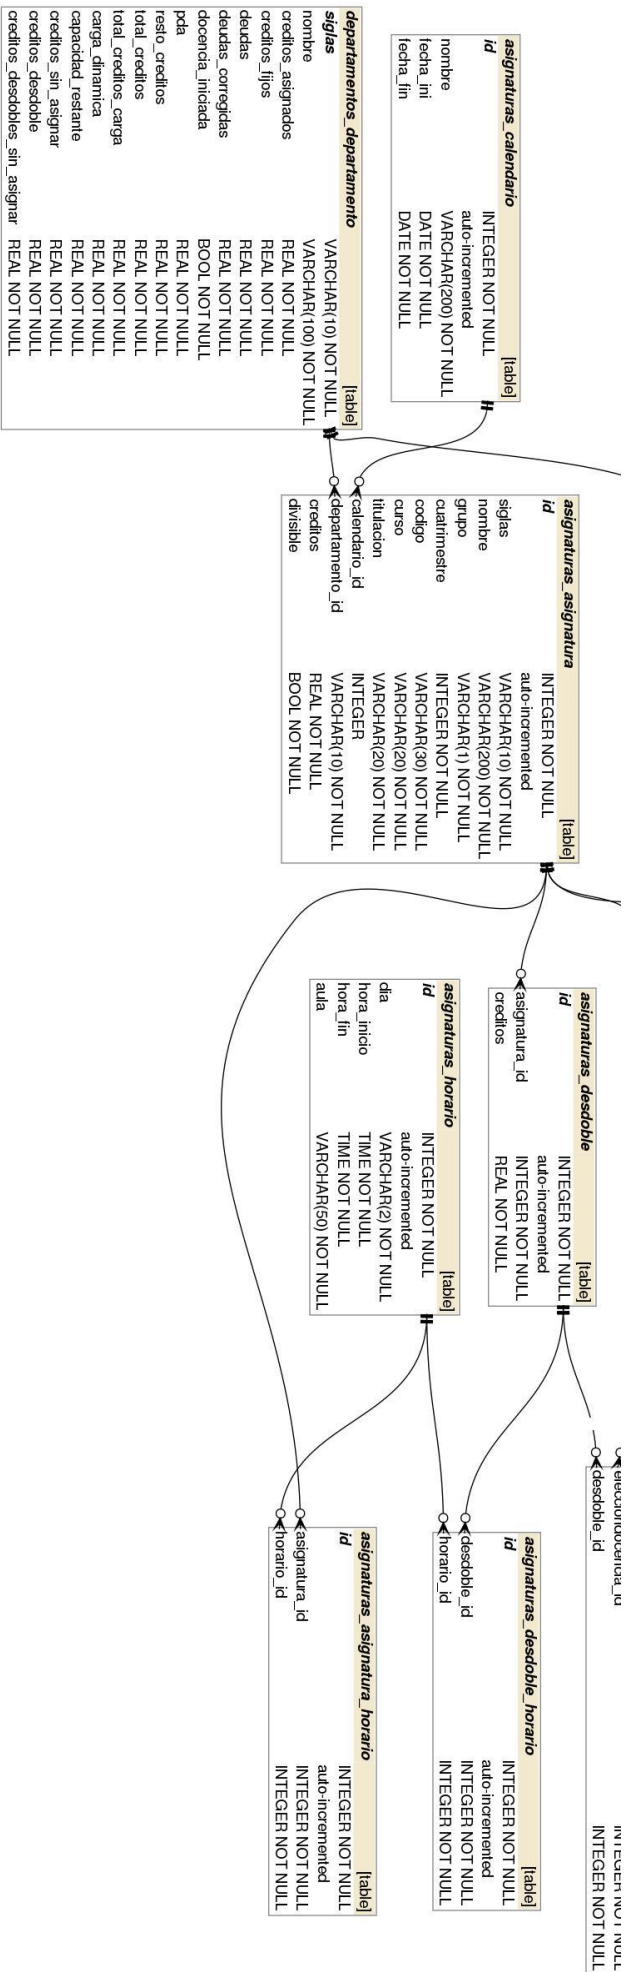 departamentos_departamento [table]
siglas VARCHAR(10) NOT NULL
nombre VARCHAR(100) NOT NULL
creditos_asignados REAL NOT NULL
creditos_fijos REAL NOT NULL
deudas REAL NOT NULL
deudas_corregidas REAL NOT NULL
docencia_iniciada BOOL NOT NULL
pda REAL NOT NULL
resto_creditos REAL NOT NULL
total_creditos REAL NOT NULL
total_creditos_carga REAL NOT NULL
carga_dinamica REAL NOT NULL
capacidad_restante REAL NOT NULL
creditos_sin_asignar REAL NOT NULL
creditos_desdoble REAL NOT NULL
creditos_desdobles_sin_asignar REAL NOT NULL
asignaturas_calendario [table]
id INTEGER NOT NULL
auto-incremented
nombre VARCHAR(200) NOT NULL
fecha_ini DATE NOT NULL
fecha_fin DATE NOT NULL
asignaturas_asignatura [table]
id INTEGER NOT NULL
auto-incremented
siglas VARCHAR(10) NOT NULL
nombre VARCHAR(200) NOT NULL
grupo VARCHAR(1) NOT NULL
cuatrimestre INTEGER NOT NULL
codigo VARCHAR(30) NOT NULL
curso VARCHAR(20) NOT NULL
titulacion VARCHAR(20) NOT NULL
calendario_id INTEGER
departamento_id VARCHAR(10) NOT NULL
creditos REAL NOT NULL
divisible BOOL NOT NULL
asignaturas_desdoble [table]
id INTEGER NOT NULL
auto-incremented
asignatura_id INTEGER NOT NULL
creditos REAL NOT NULL
asignaturas_horario [table]
id INTEGER NOT NULL
auto-incremented
dia VARCHAR(2) NOT NULL
hora_inicio TIME NOT NULL
hora_fin TIME NOT NULL
aula VARCHAR(50) NOT NULL
elecciondocencia_id INTEGER NOT NULL
desdoble_id INTEGER NOT NULL
asignaturas_desdoble_horario [table]
id INTEGER NOT NULL
auto-incremented
desdoble_id INTEGER NOT NULL
horario_id INTEGER NOT NULL
asignaturas_asignatura_horario [table]
id INTEGER NOT NULL
auto-incremented
asignatura_id INTEGER NOT NULL
horario_id INTEGER NOT NULL